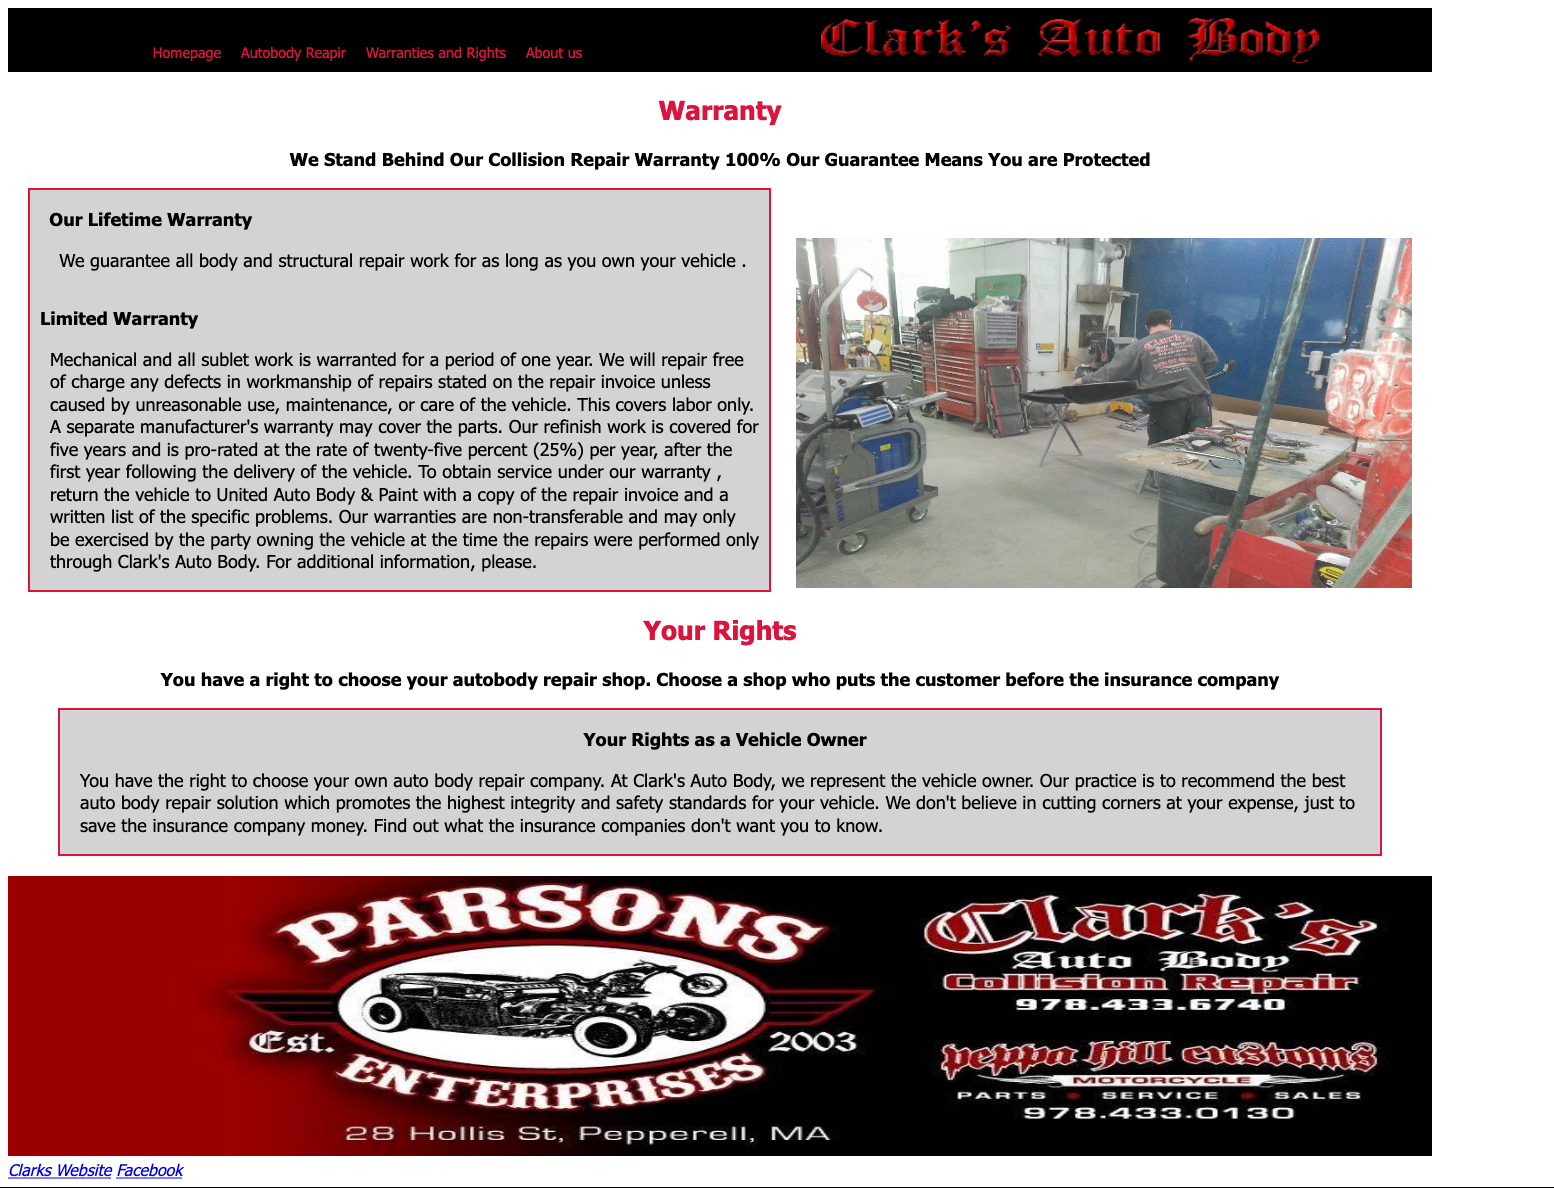 Homepage Autobody Reapir Warranties and Rights About us
Clark's Auto Body
Warranty
We Stand Behind Our Collision Repair Warranty 100% Our Guarantee Means You are Protected
Our Lifetime Warranty
We guarantee all body and structural repair work for as long as you own your vehicle .
Limited Warranty
Mechanical and all sublet work is warranted for a period of one year. We will repair free
of charge any defects in workmanship of repairs stated on the repair invoice unless
caused by unreasonable use, maintenance, or care of the vehicle. This covers labor only.
A separate manufacturer's warranty may cover the parts. Our refinish work is covered for
five years and is pro-rated at the rate of twenty-five percent (25%) per year, after the
first year following the delivery of the vehicle. To obtain service under our warranty ,
return the vehicle to United Auto Body & Paint with a copy of the repair invoice and a
written list of the specific problems. Our warranties are non-transferable and may only
be exercised by the party owning the vehicle at the time the repairs were performed only
through Clark's Auto Body. For additional information, please.
Clark's
Your Rights
You have a right to choose your autobody repair shop. Choose a shop who puts the customer before the insurance company
Your Rights as a Vehicle Owner
You have the right to choose your own auto body repair company. At Clark's Auto Body, we represent the vehicle owner. Our practice is to recommend the best
auto body repair solution which promotes the highest integrity and safety standards for your vehicle. We don't believe in cutting corners at your expense, just to
save the insurance company money. Find out what the insurance companies don't want you to know.
PARSONS
Est. 2003
ENTERPRISES
28 Hollis St, Pepperell, MA
Clark's
Auto Body
Collision Repair
978.433.6740
peppa hill customs
MOTORCYCLE
PARTS • SERVICE • SALES
978.433.0130
Clarks Website Facebook